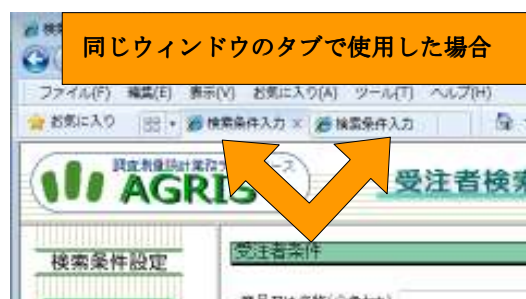 同じウィンドウのタブで使用した場合
ファイル(F) 編集(E) 表示(V) お気に入り(A) ツール(T) ヘルプ(H)
お気に入り 検索条件入力 × 検索条件入力
AGRIS
受注者検索
検索条件設定
受注者条件